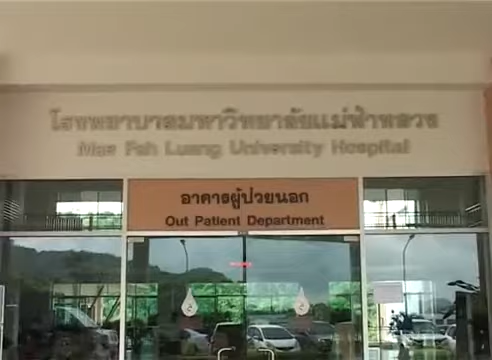 โรงพยาบาลมหาวิทยาลัยแม่ฟ้าหลวง
Mae Fah Luang University Hospital
อาคารผู้ป่วยนอก
Out Patient Department